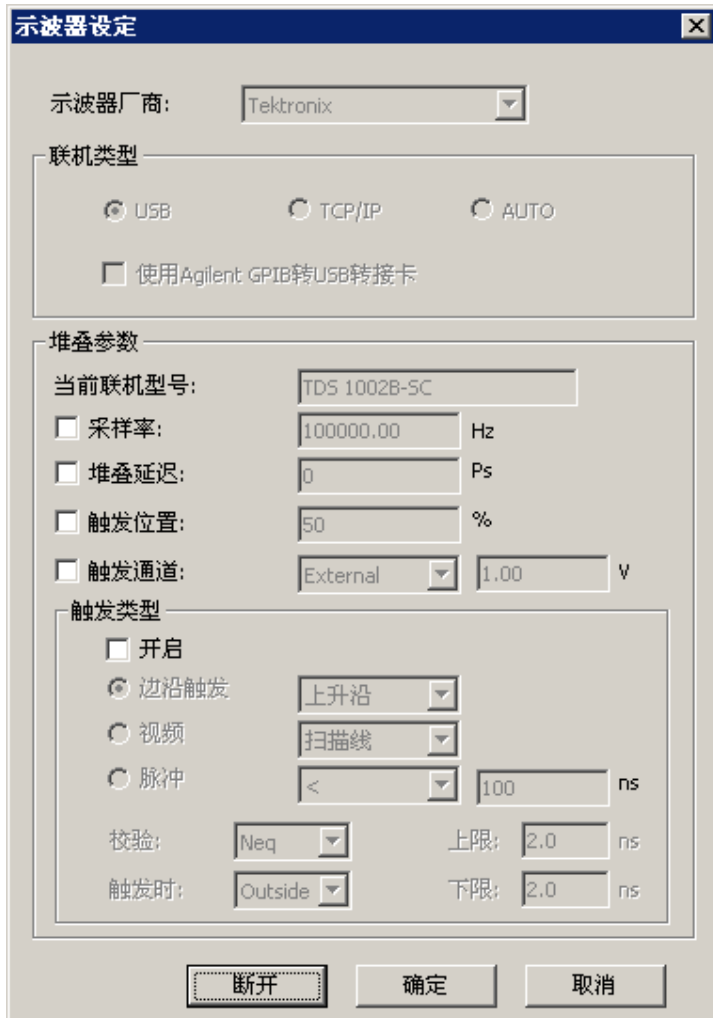 示波器设定
示波器厂商: Tektronix
联机类型
USB TCP/IP AUTO
使用Agilent GPIB转USB转接卡
堆叠参数
当前联机型号: TDS 1002B-SC
采样率: 100000.00 Hz
堆叠延迟: 0 Ps
触发位置: 50 %
触发通道: External 1.00 V
触发类型
开启
边沿触发 上升沿
视频 扫描线
脉冲 < 100 ns
校验: Neq 上限: 2.0 ns
触发时: Outside 下限: 2.0 ns
断开 确定 取消